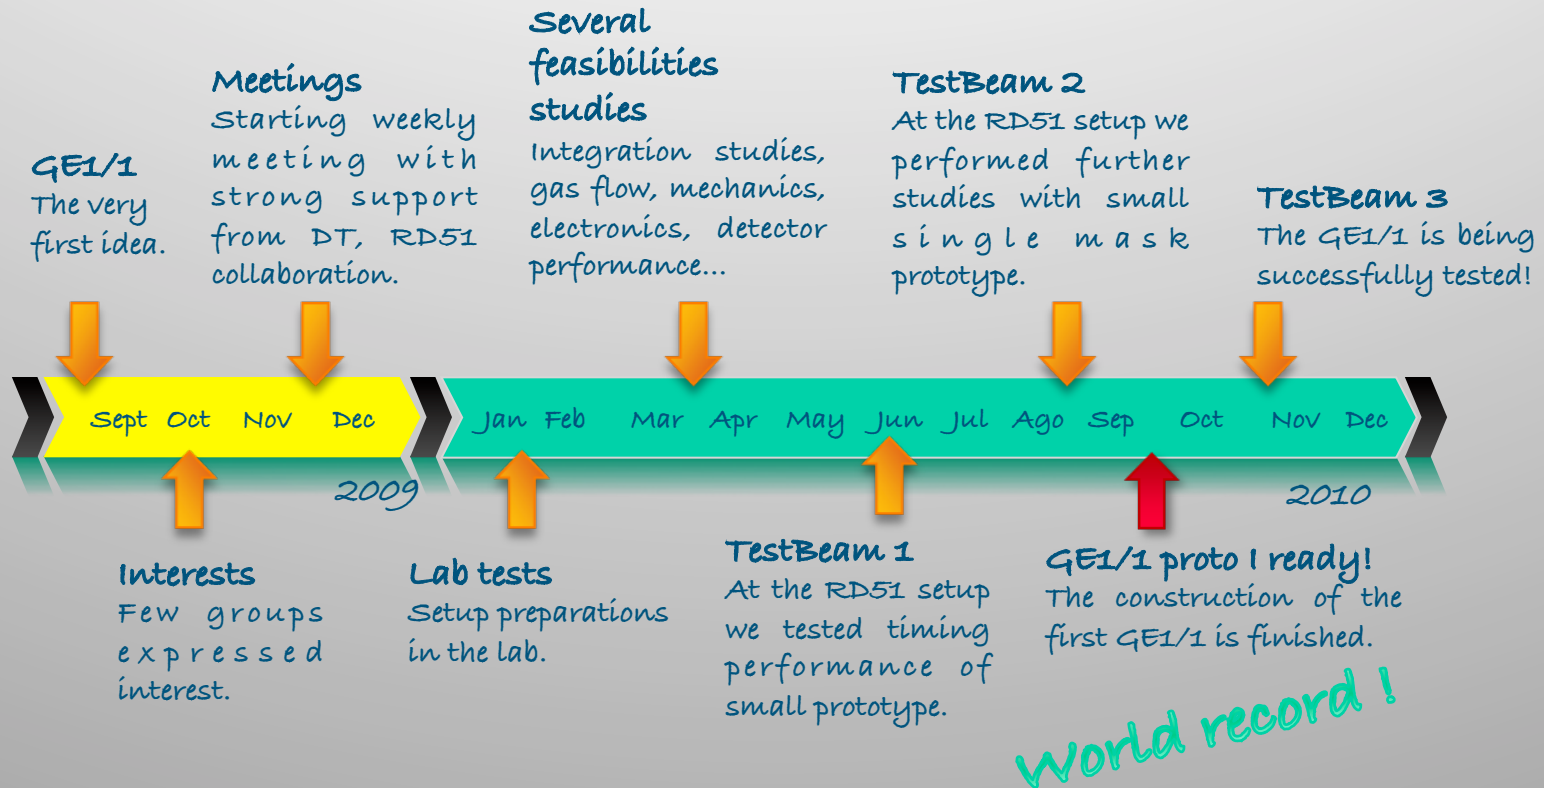 GE1/1
The very
first idea.
Meetings
Starting weekly
meeting with
strong support
from DT, RD51
collaboration.
Several
feasibilities
studies
Integration studies,
gas flow, mechanics,
electronics, detector
performance...
TestBeam 2
At the RD51 setup we
performed further
studies with small
single mask
prototype.
TestBeam 3
The GE1/1 is being
successfully tested!
Sept Oct Nov Dec Jan Feb Mar Apr May Jun Jul Ago Sep Oct Nov Dec
2009 2010
Interests
Few groups
expressed
interest.
Lab tests
Setup preparations
in the lab.
TestBeam 1
At the RD51 setup
we tested timing
performance of
small prototype.
GE1/1 proto I ready!
The construction of the
first GE1/1 is finished.
World record !